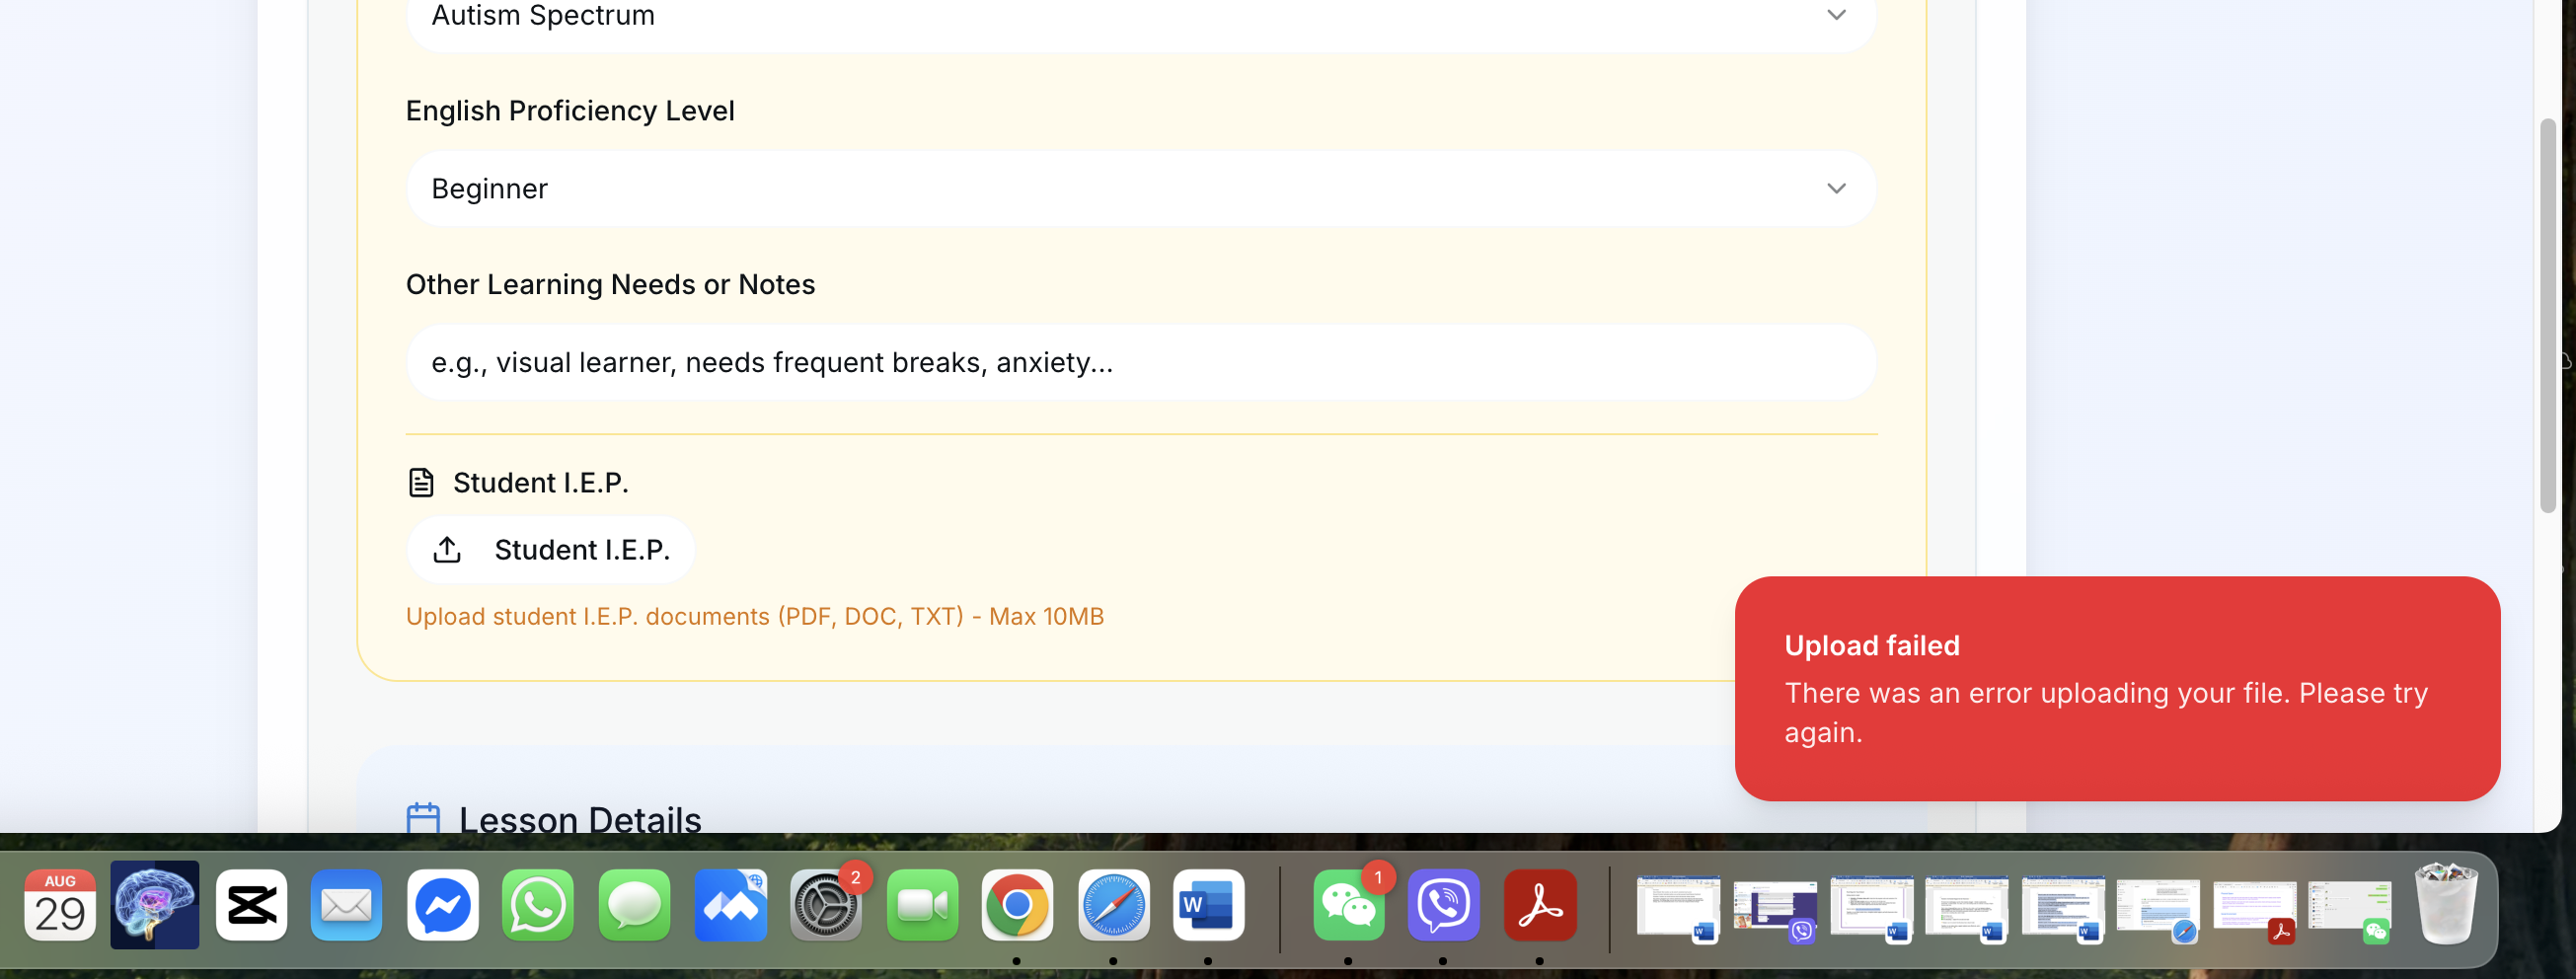 Autism Spectrum
English Proficiency Level
Beginner
Other Learning Needs or Notes
e.g., visual learner, needs frequent breaks, anxiety...
Student I.E.P.
Student I.E.P.
Upload student I.E.P. documents (PDF, DOC, TXT) - Max 10MB
Upload failed
There was an error uploading your file. Please try
again.
Lesson Details
AUG
29
2
W
1